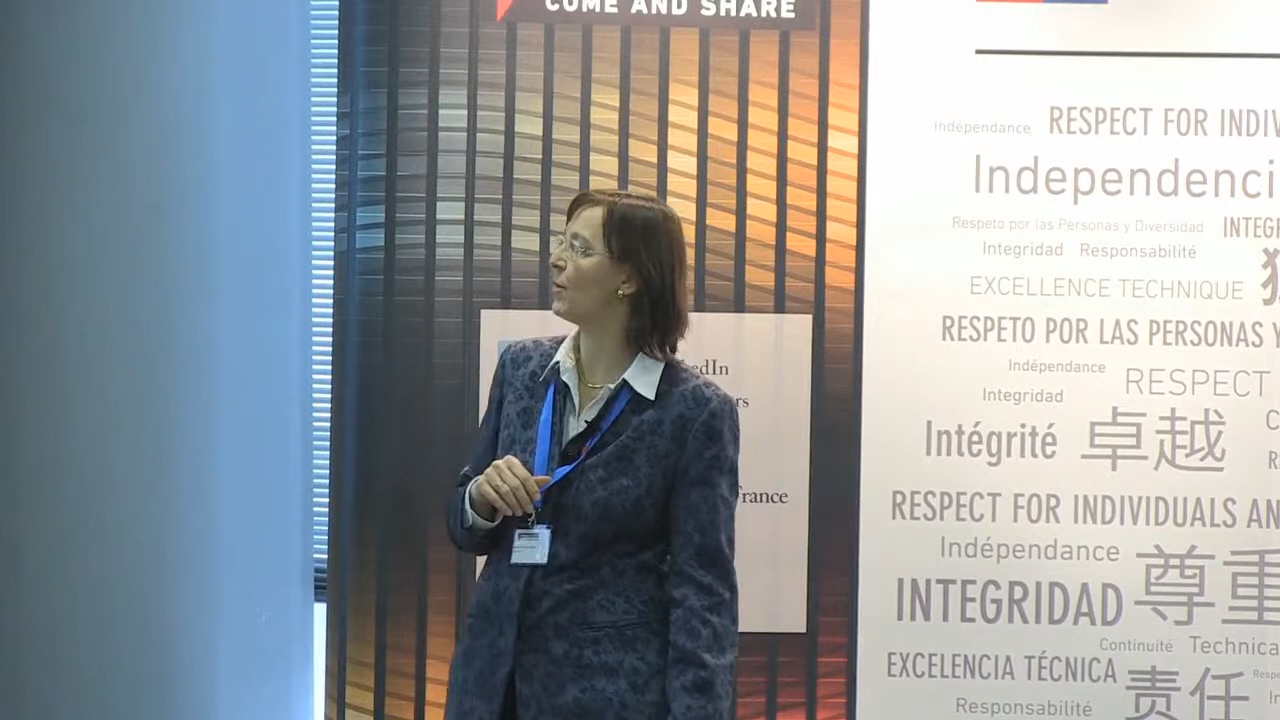 COME AND SHARE
edIn
rs
france
Indépendance RESPECT FOR INDIV
Independenci
Respeto por las Personas y Diversidad INTEGR
Integridad Responsabilité
EXCELLENCE TECHNIQUE
RESPETO POR LAS PERSONAS Y
Indépendance RESPECT
Integridad
Intégrité 卓越
RESPECT FOR INDIVIDUALS AN
Indépendance 尊重
INTEGRIDAD
Continuité Technica
EXCELENCIA TÉCNICA 责任 Respe
Responsabilité